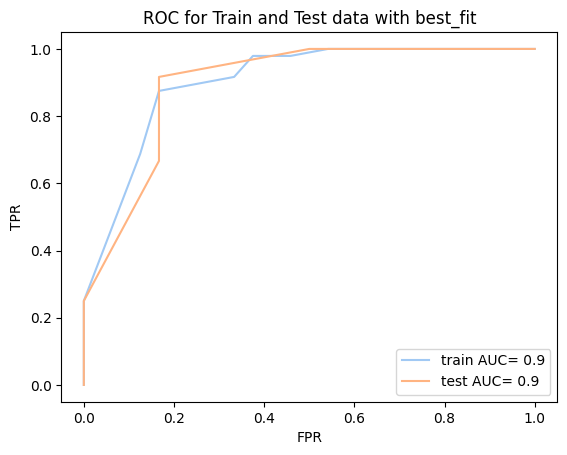 ROC for Train and Test data with best_fit
1.0
0.8
0.6
0.4
0.2
0.0
TPR
0.0 0.2 0.4 0.6 0.8 1.0
FPR
train AUC= 0.9
test AUC= 0.9